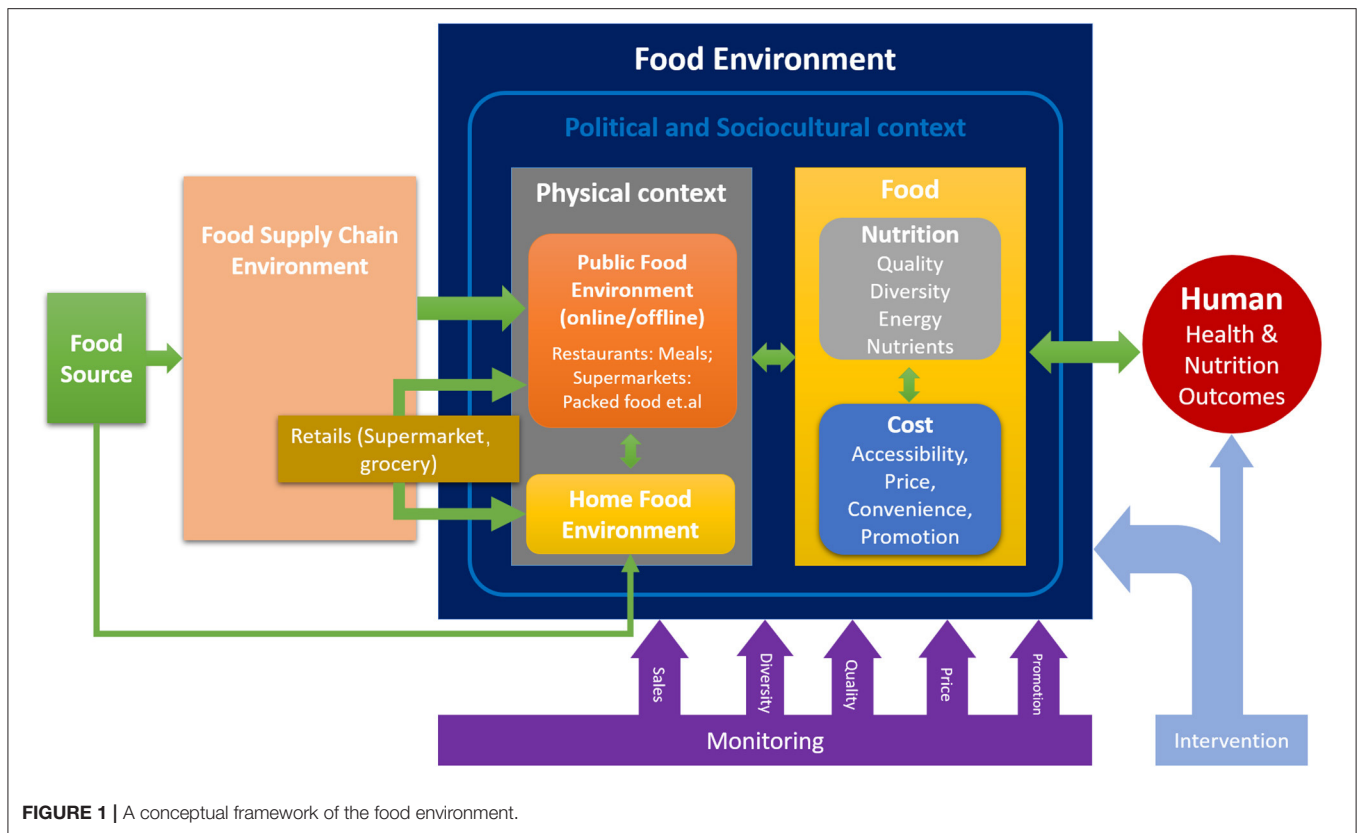 Food Environment
Political and Sociocultural context
Food Supply Chain
Environment
Food
Source
Retails (Supermarket,
grocery)
Physical context
Public Food
Environment
(online/offline)
Restaurants: Meals;
Supermarkets:
Packed food et.al
Home Food
Environment
Food
Nutrition
Quality
Diversity
Energy
Nutrients
Cost
Accessibility,
Price,
Convenience,
Promotion
Human
Health &
Nutrition
Outcomes
Sales
Diversity
Quality
Price
Promotion
Monitoring
Intervention
FIGURE 1 | A conceptual framework of the food environment.